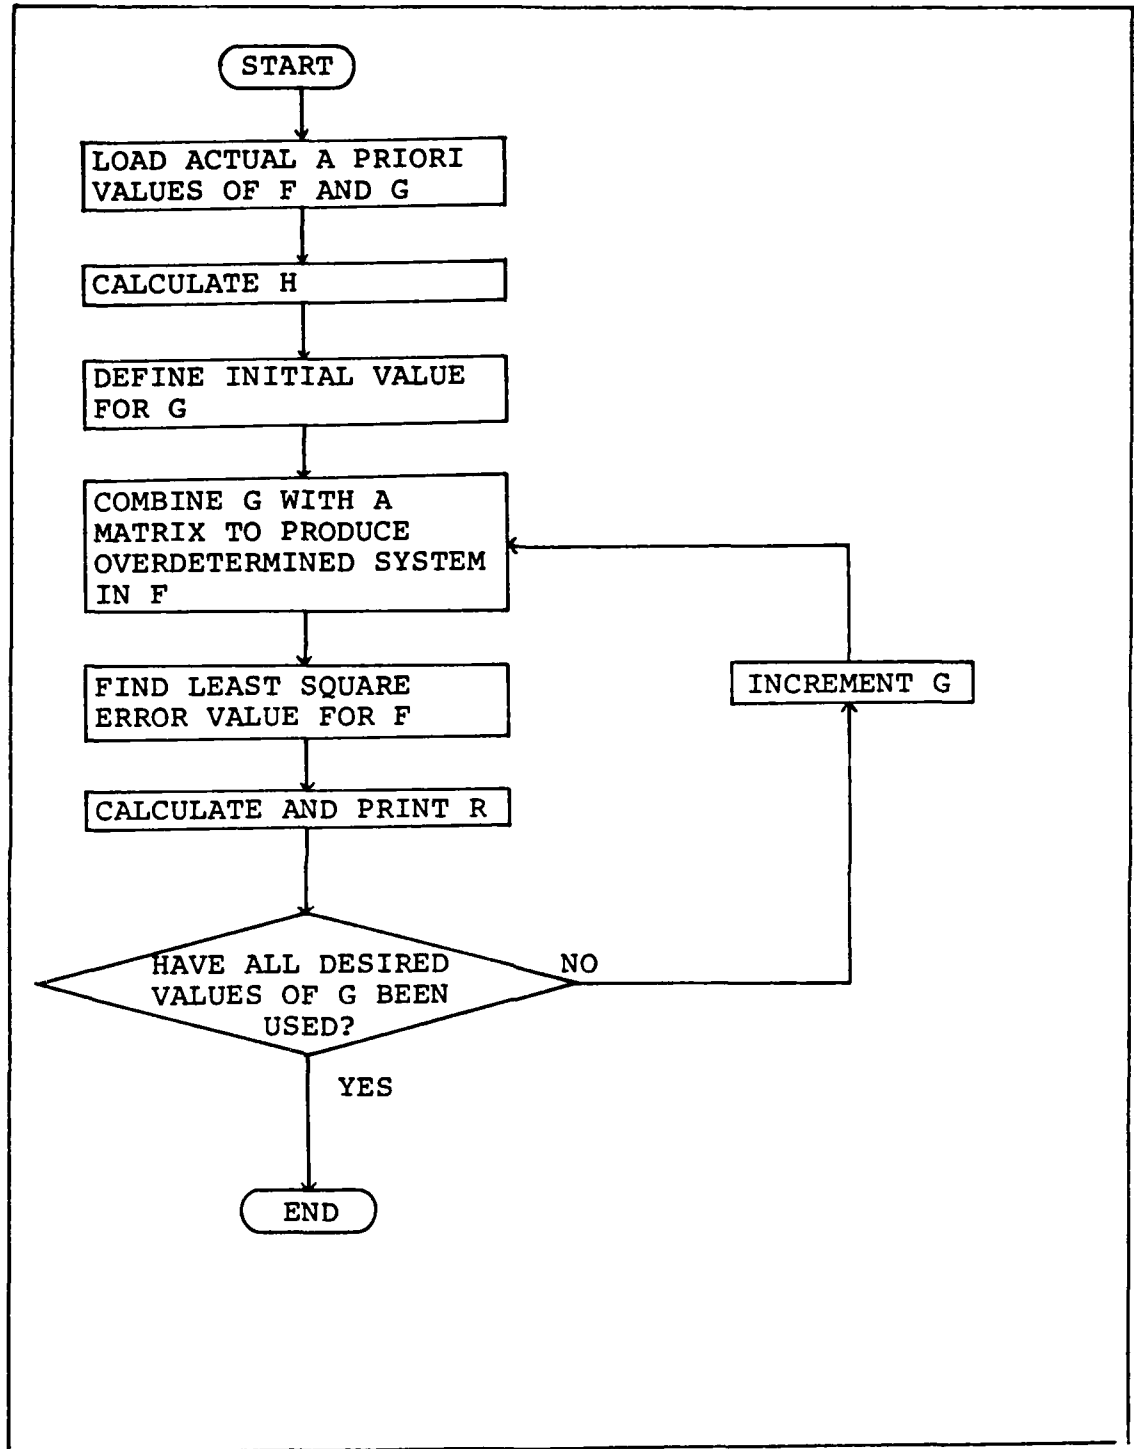 START
LOAD ACTUAL A PRIORI
VALUES OF F AND G
CALCULATE H
DEFINE INITIAL VALUE
FOR G
COMBINE G WITH A
MATRIX TO PRODUCE
OVERDETERMINED SYSTEM
IN F
FIND LEAST SQUARE
ERROR VALUE FOR F
INCREMENT G
CALCULATE AND PRINT R
HAVE ALL DESIRED
VALUES OF G BEEN
USED?
NO
YES
END